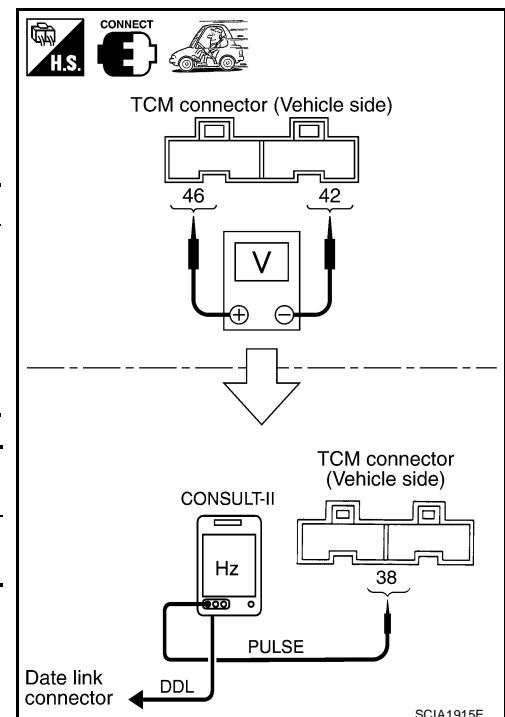 H.S.
CONNECT
TCM connector (Vehicle side)
46
42
V
+
−
TCM connector
(Vehicle side)
CONSULT-II
Hz
38
PULSE
Date link
connector
DDL
SCIA1915E